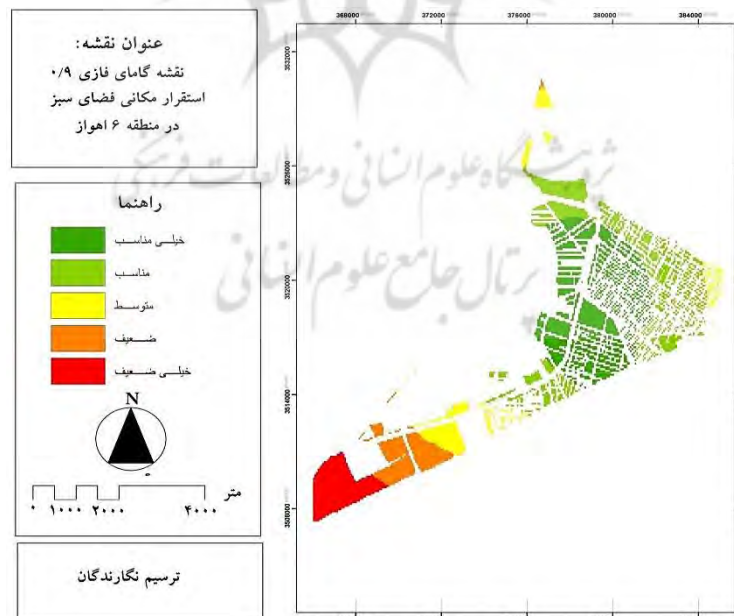 عنوان نقشه:
نقشه گامای فازی ۰/۹
استقرار مکانی فضای سبز
در منطقه ۶ اهواز
راهنما
خیلی مناسب
مناسب
متوسط
ضعیف
خیلی ضعیف
N
متر
۰ ۱۰۰۰ ۲۰۰۰ ۴۰۰۰
ترسیم نگارندگان
368000 372000 376000 380000 384000
3532000
3526000
3520000
3514000
3508000
پژوهشگاه علوم انسانی و مطالعات فرهنگی
پرتال جامع علوم انسانی